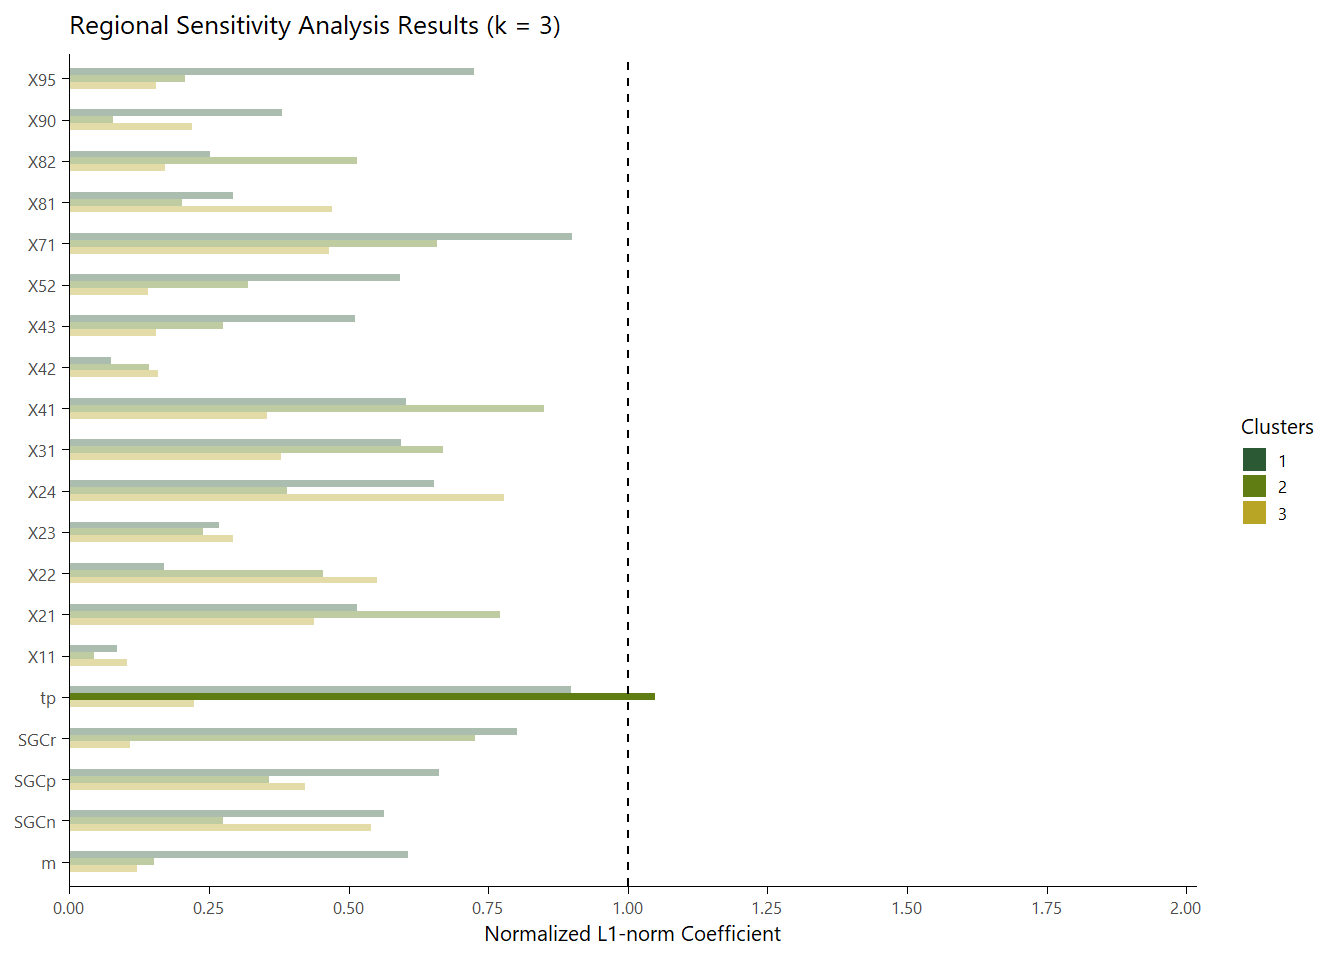 Regional Sensitivity Analysis Results (k = 3)
X95
X90
X82
X81
X71
X52
X43
X42
X41
X31
X24
X23
X22
X21
X11
tp
SGCr
SGCp
SGCn
m
0.00 0.25 0.50 0.75 1.00 1.25 1.50 1.75 2.00
Normalized L1-norm Coefficient
Clusters
1
2
3